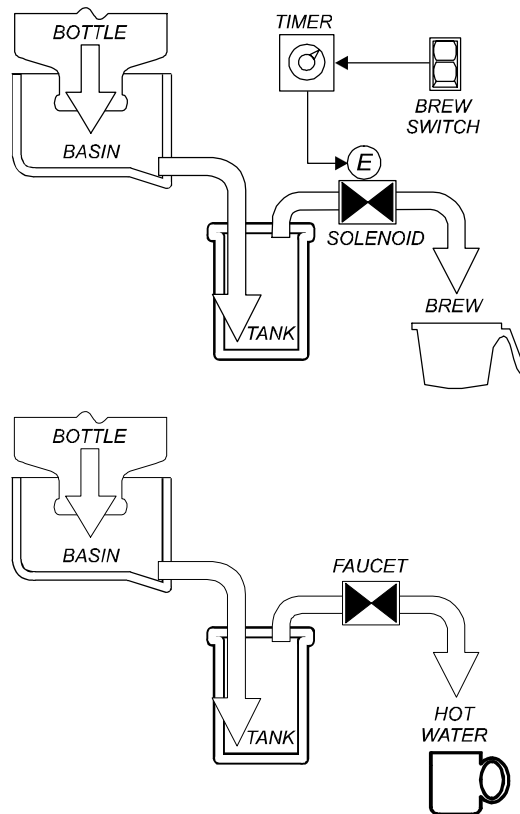 BOTTLE
BASIN
TIMER
BREW
SWITCH
E
SOLENOID
TANK
BREW
BOTTLE
BASIN
FAUCET
TANK
HOT
WATER